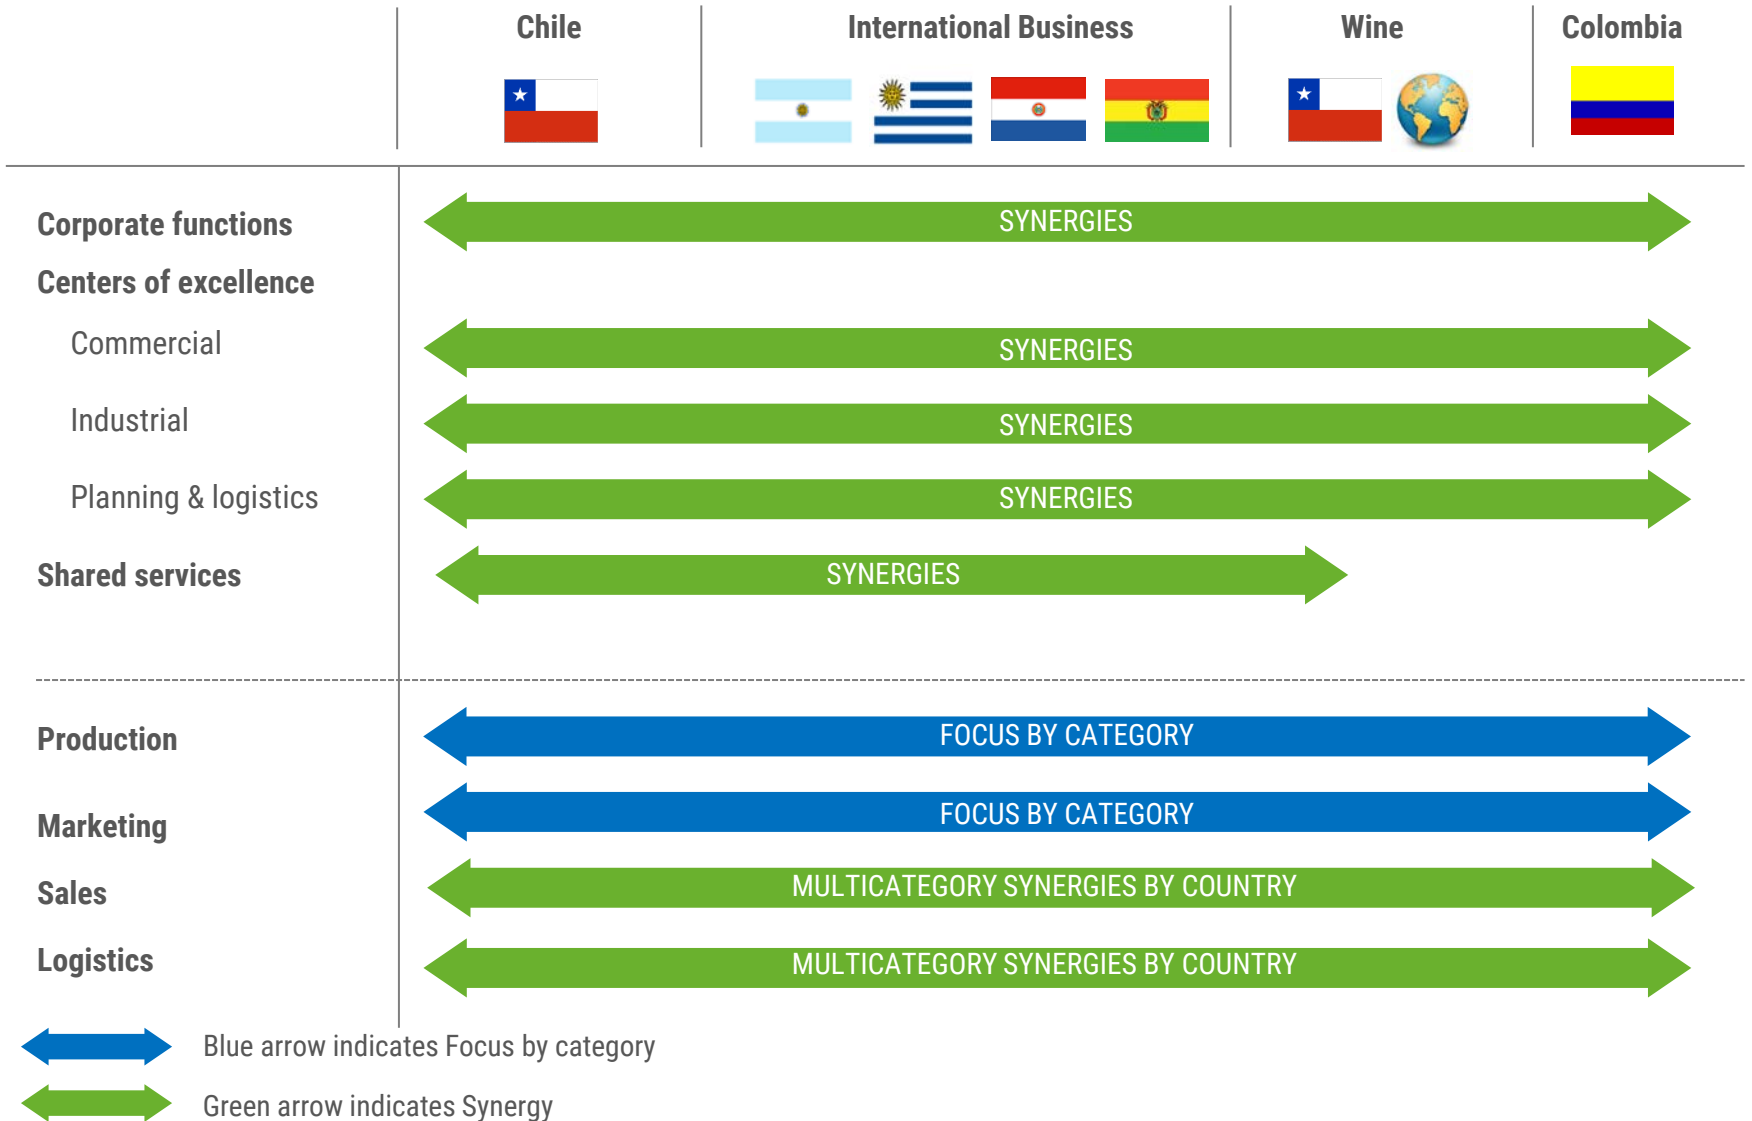 Chile
International Business
Wine
Colombia
Corporate functions
SYNERGIES
Centers of excellence
Commercial
SYNERGIES
Industrial
SYNERGIES
Planning & logistics
SYNERGIES
Shared services
SYNERGIES
Production
FOCUS BY CATEGORY
Marketing
FOCUS BY CATEGORY
Sales
MULTICATEGORY SYNERGIES BY COUNTRY
Logistics
MULTICATEGORY SYNERGIES BY COUNTRY
Blue arrow indicates Focus by category
Green arrow indicates Synergy